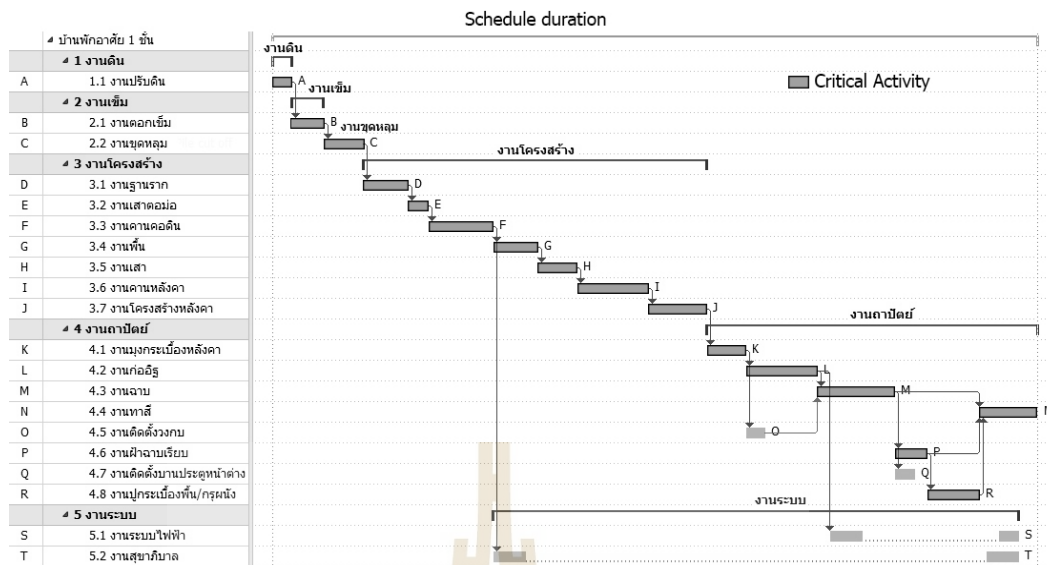 Schedule duration
บ้านพักอาศัย 1 ชั้น
1 งานดิน
งานดิน
A 1.1 งานปรับดิน A
Critical Activity
2 งานเข็ม
งานเข็ม
B 2.1 งานตอกเข็ม B
งานขุดหลุม
C 2.2 งานขุดหลุม C
3 งานโครงสร้าง
งานโครงสร้าง
D 3.1 งานฐานราก D
E 3.2 งานเสาตอม่อ E
F 3.3 งานคานคอดิน F
G 3.4 งานพื้น G
H 3.5 งานเสา H
I 3.6 งานคานหลังคา I
J 3.7 งานโครงสร้างหลังคา J
4 งานถาปัตย์
งานถาปัตย์
K 4.1 งานมุงกระเบื้องหลังคา K
L 4.2 งานก่ออิฐ L
M 4.3 งานฉาบ M
N 4.4 งานทาสี N
O 4.5 งานติดตั้งวงกบ O
P 4.6 งานฝ้าฉาบเรียบ P
Q 4.7 งานติดตั้งบานประตูหน้าต่าง Q
R 4.8 งานปูกระเบื้องพื้น/กรุผนัง R
5 งานระบบ
งานระบบ
S 5.1 งานระบบไฟฟ้า S
T 5.2 งานสุขาภิบาล T